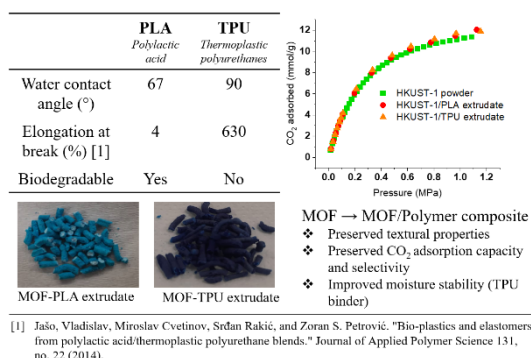 PLA
Polylactic
acid
TPU
Thermoplastic
polyurethanes
Water contact
angle (°)
67
90
Elongation at
break (%) [1]
4
630
Biodegradable
Yes
No
MOF-PLA extrudate
MOF-TPU extrudate
CO2 adsorbed (mmol/g)
12
10
8
6
4
2
0
HKUST-1 powder
HKUST-1/PLA extrudate
HKUST-1/TPU extrudate
0.0 0.2 0.4 0.6 0.8 1.0 1.2
Pressure (MPa)
MOF → MOF/Polymer composite
❖ Preserved textural properties
❖ Preserved CO2 adsorption capacity
and selectivity
❖ Improved moisture stability (TPU
binder)
[1] Jašo, Vladislav, Miroslav Cvetinov, Srđan Rakić, and Zoran S. Petrović. "Bio-plastics and elastomers
from polylactic acid/thermoplastic polyurethane blends." Journal of Applied Polymer Science 131,
no. 22 (2014).